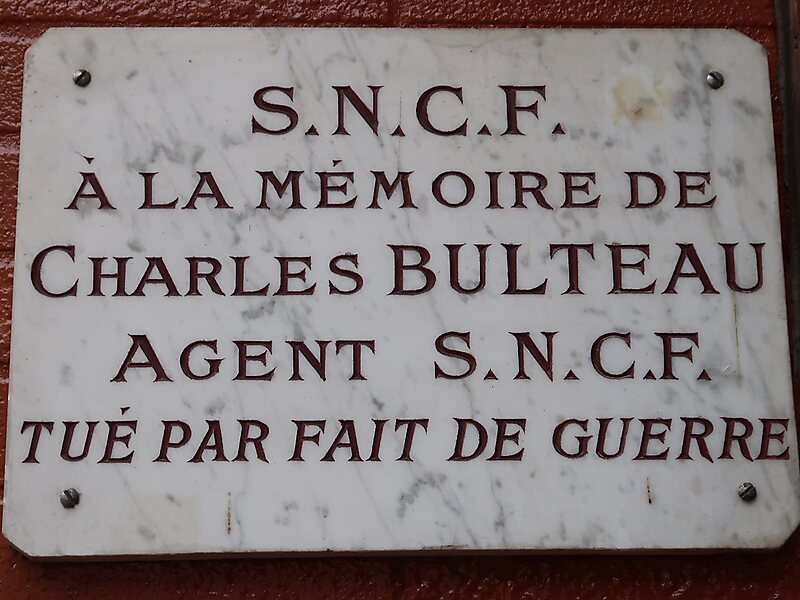 S.N.C.F.
À LA MÉMOIRE DE
CHARLES BULTEAU
AGENT S.N.C.F.
TUÉ PAR FAIT DE GUERRE